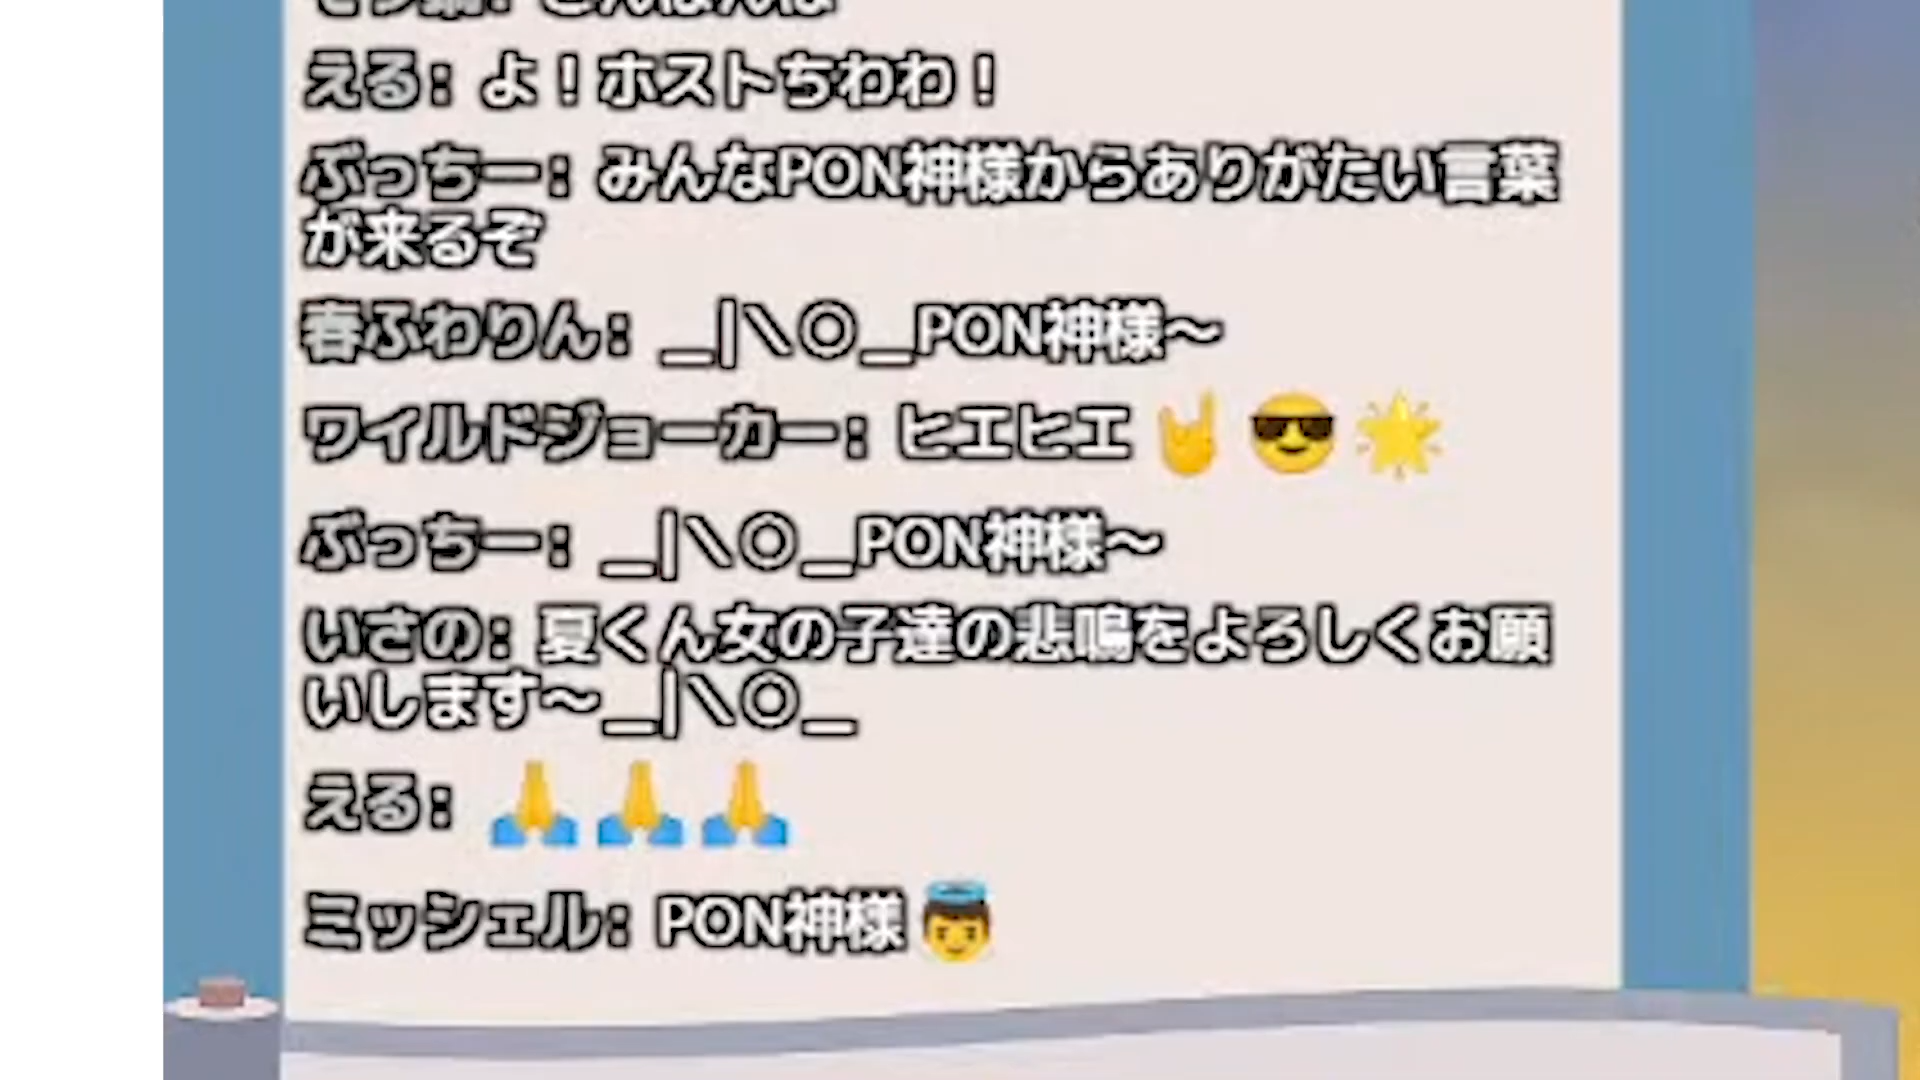 える: よ！ホストちわわ！
ぶっちー: みんなPON神様からありがたい言葉
が来るぞ
春ふわりん: ＿|＼○＿PON神様～
ワイルドジョーカー: ヒエヒエ🤘😎🌟
ぶっちー: ＿|＼○＿PON神様～
いさの: 夏くん女の子達の悲鳴をよろしくお願
いします～＿|＼○＿
える: 🙏🙏🙏
ミッシェル: PON神様👼